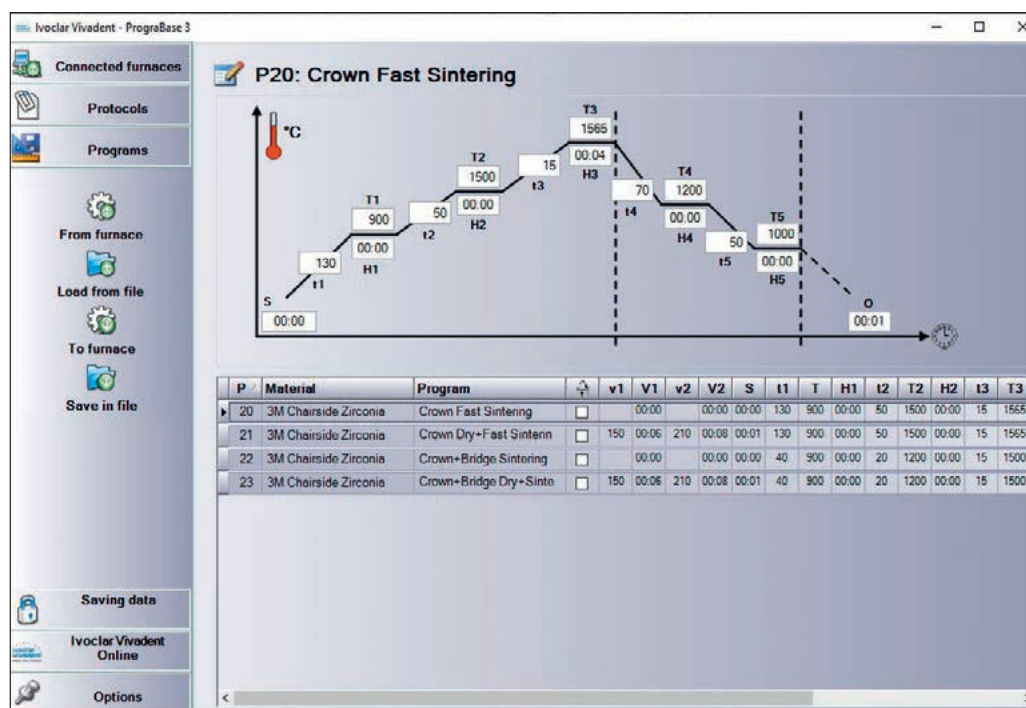 Ivoclar Vivadent - PrograBase 3
Connected furnaces
Protocols
Programs
From furnace
Load from file
To furnace
Save in file
Saving data
Ivoclar Vivadent
Online
Options
P20: Crown Fast Sintering
°C
T3
1565
00:04
H3
T2
1500
00:00
H2
15
t3
T1
900
00:00
H1
50
t2
130
t1
S
00:00
70
t4
T4
1200
00:00
H4
50
t5
T5
1000
00:00
H5
O
00:01
P Material Program v1 V1 v2 V2 S t1 T H1 t2 T2 H2 t3 T3
20 3M Chairside Zirconia Crown Fast Sintering 00:00 00:00 00:00 130 900 00:00 50 1500 00:00 15 1565
21 3M Chairside Zirconia Crown Dry+Fast Sinterin 150 00:06 210 00:08 00:01 130 900 00:00 50 1500 00:00 15 1565
22 3M Chairside Zirconia Crown+Bridge Sintering 00:00 00:00 00:00 40 900 00:00 20 1200 00:00 15 1500
23 3M Chairside Zirconia Crown+Bridge Dry+Sinte 150 00:06 210 00:08 00:01 40 900 00:00 20 1200 00:00 15 1500